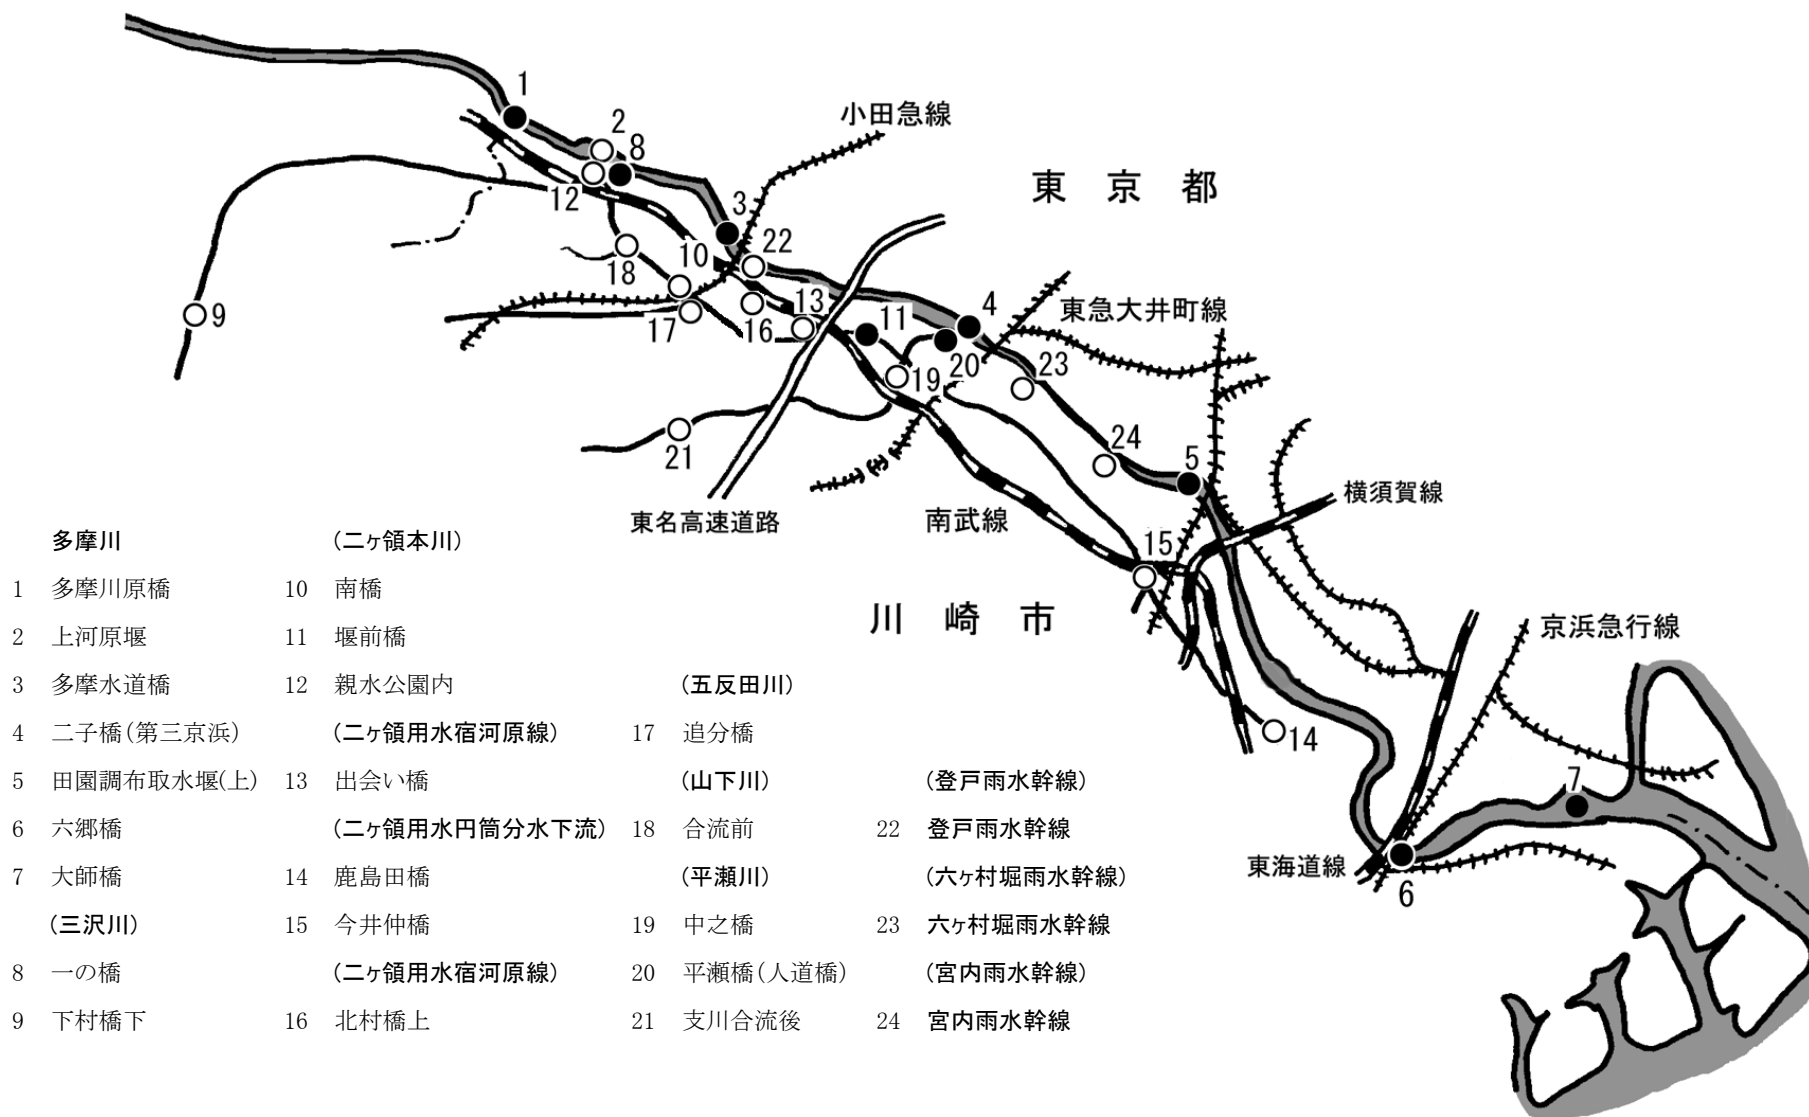 1
2
8
小田急線
12
3
東京都
10
22
18
9
17
16
13
11
4
東急大井町線
19
20
23
21
24
5
横須賀線
東名高速道路
南武線
15
川崎市
京浜急行線
14
7
東海道線
6
多摩川 (二ヶ領本川)
1 多摩川原橋 10 南橋
2 上河原堰 11 堰前橋
3 多摩水道橋 12 親水公園内 (五反田川)
4 二子橋(第三京浜) (二ヶ領用水宿河原線) 17 追分橋
5 田園調布取水堰(上) 13 出会い橋 (山下川) (登戸雨水幹線)
6 六郷橋 (二ヶ領用水円筒分水下流) 18 合流前 22 登戸雨水幹線
7 大師橋 14 鹿島田橋 (平瀬川) (六ヶ村堀雨水幹線)
(三沢川) 15 今井仲橋 19 中之橋 23 六ヶ村堀雨水幹線
8 一の橋 (二ヶ領用水宿河原線) 20 平瀬橋(人道橋) (宮内雨水幹線)
9 下村橋下 16 北村橋上 21 支川合流後 24 宮内雨水幹線